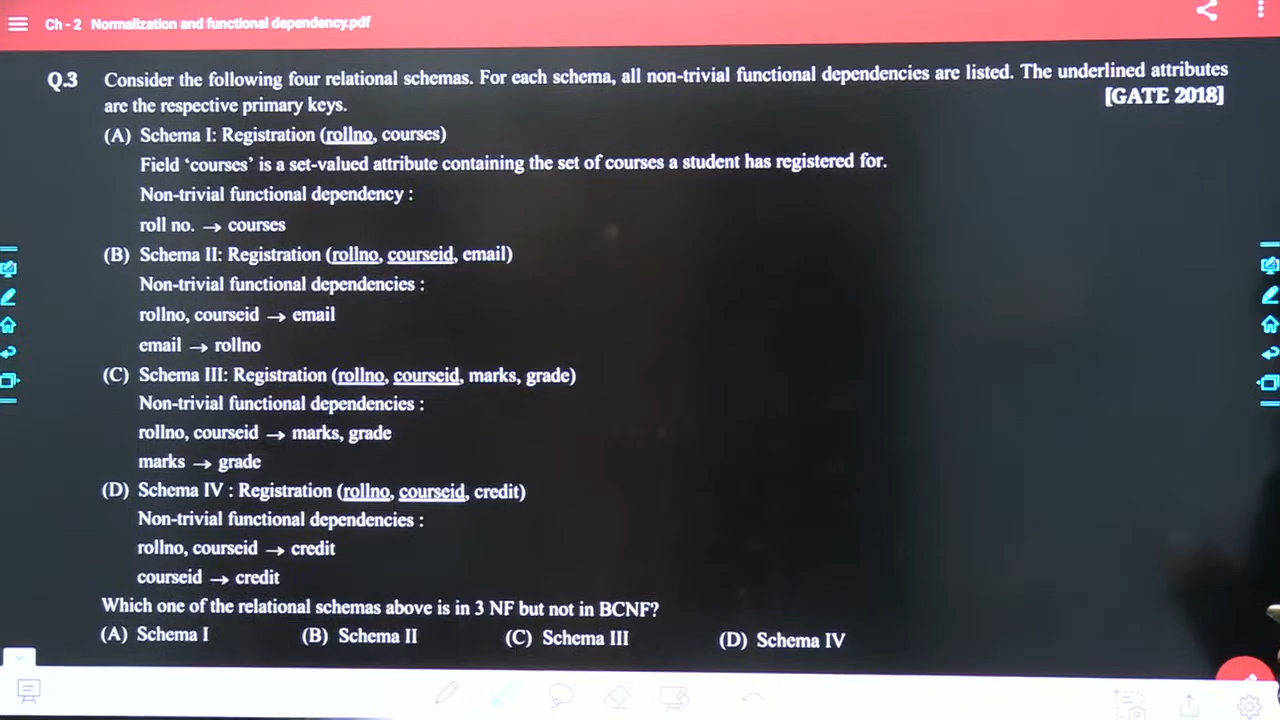 Ch - 2 Normalization and functional dependency.pdf
Q.3 Consider the following four relational schemas. For each schema, all non-trivial functional dependencies are listed. The underlined attributes
are the respective primary keys. [GATE 2018]
(A) Schema I: Registration (rollno, courses)
Field ‘courses’ is a set-valued attribute containing the set of courses a student has registered for.
Non-trivial functional dependency :
roll no. → courses
(B) Schema II: Registration (rollno, courseid, email)
Non-trivial functional dependencies :
rollno, courseid → email
email → rollno
(C) Schema III: Registration (rollno, courseid, marks, grade)
Non-trivial functional dependencies :
rollno, courseid → marks, grade
marks → grade
(D) Schema IV : Registration (rollno, courseid, credit)
Non-trivial functional dependencies :
rollno, courseid → credit
courseid → credit
Which one of the relational schemas above is in 3 NF but not in BCNF?
(A) Schema I (B) Schema II (C) Schema III (D) Schema IV